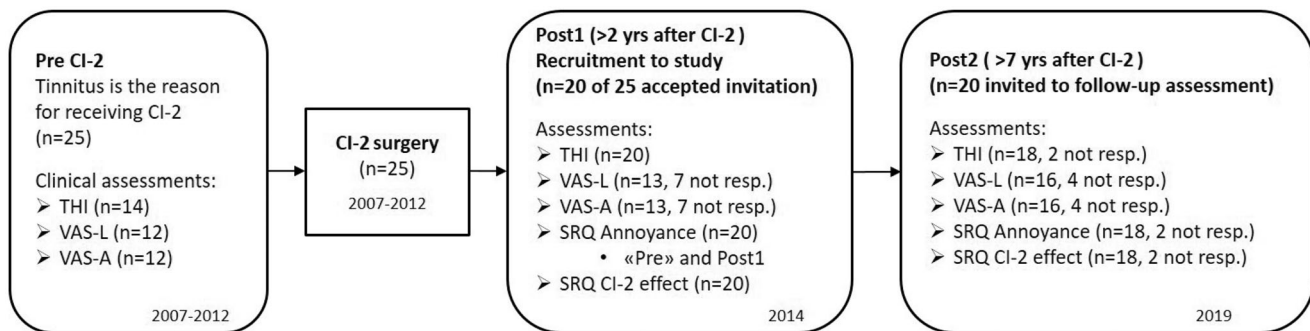 Pre CI-2
Tinnitus is the reason
for receiving CI-2
(n=25)
Clinical assessments:
➢ THI (n=14)
➢ VAS-L (n=12)
➢ VAS-A (n=12)
2007-2012
CI-2 surgery
(n=25)
2007-2012
Post1 (>2 yrs after CI-2 )
Recruitment to study
(n=20 of 25 accepted invitation)
Assessments:
➢ THI (n=20)
➢ VAS-L (n=13, 7 not resp.)
➢ VAS-A (n=13, 7 not resp.)
➢ SRQ Annoyance (n=20)
• «Pre» and Post1
➢ SRQ CI-2 effect (n=20)
2014
Post2 ( >7 yrs after CI-2 )
(n=20 invited to follow-up assessment)
Assessments:
➢ THI (n=18, 2 not resp.)
➢ VAS-L (n=16, 4 not resp.)
➢ VAS-A (n=16, 4 not resp.)
➢ SRQ Annoyance (n=18, 2 not resp.)
➢ SRQ CI-2 effect (n=18, 2 not resp.)
2019